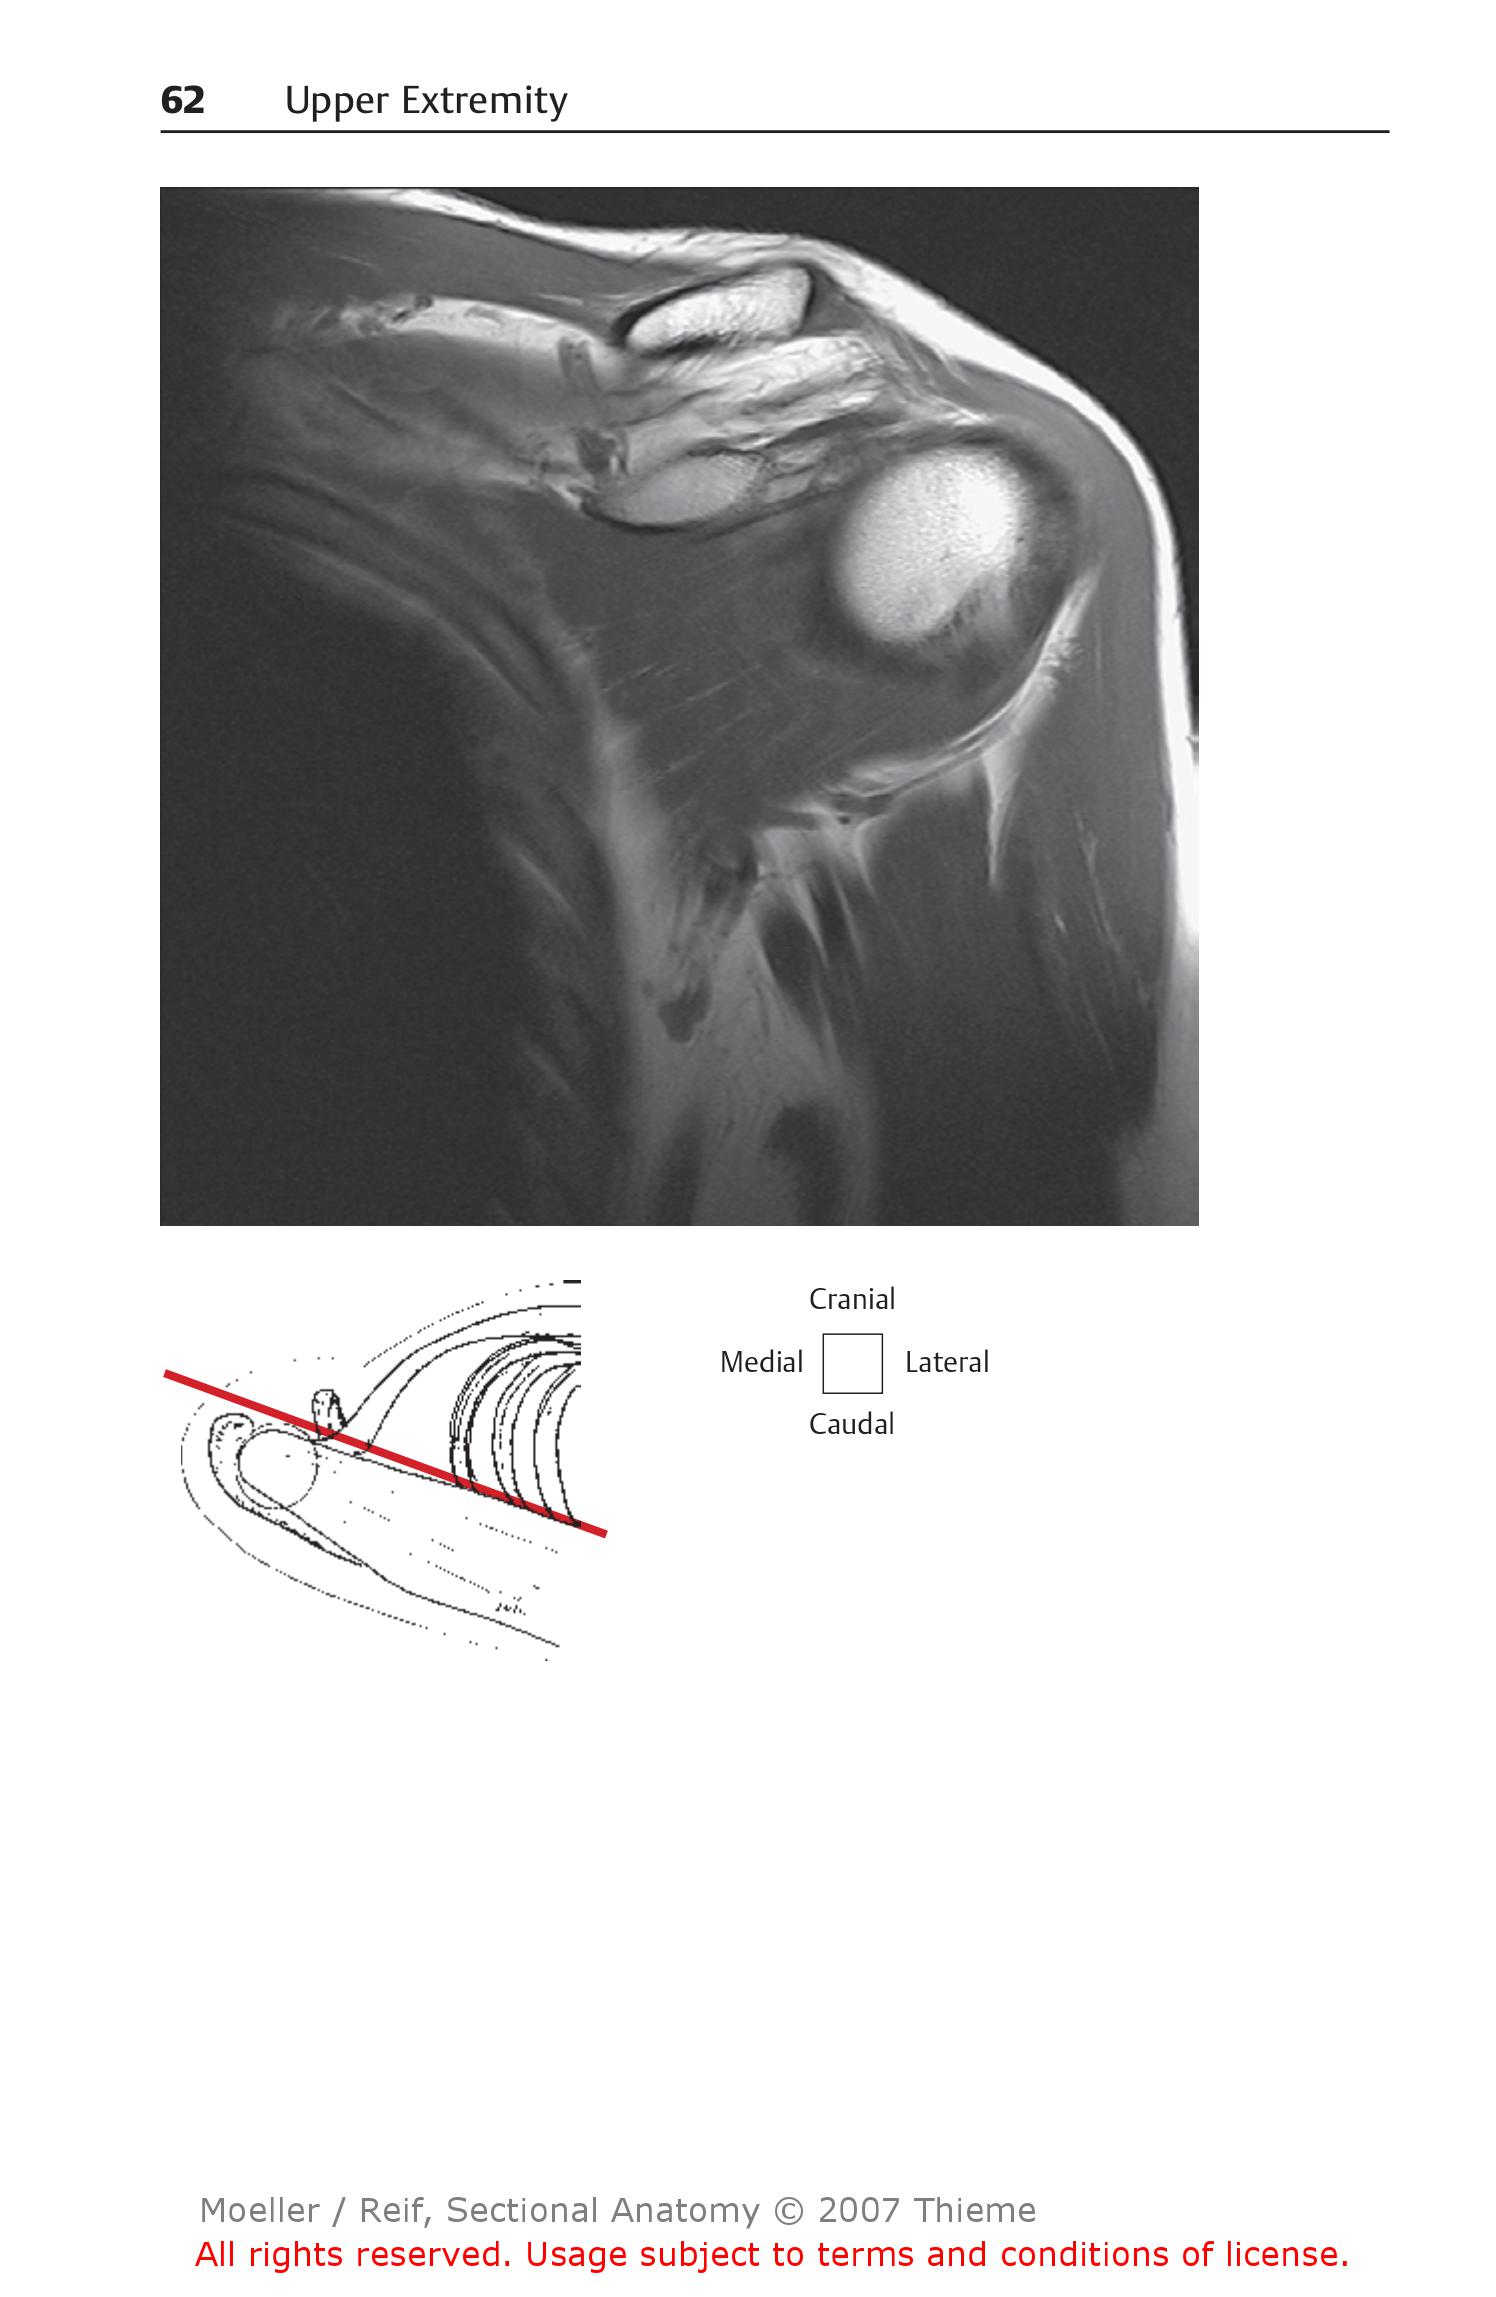 62 Upper Extremity
Cranial
Medial Lateral
Caudal
Moeller / Reif, Sectional Anatomy © 2007 Thieme
All rights reserved. Usage subject to terms and conditions of license.